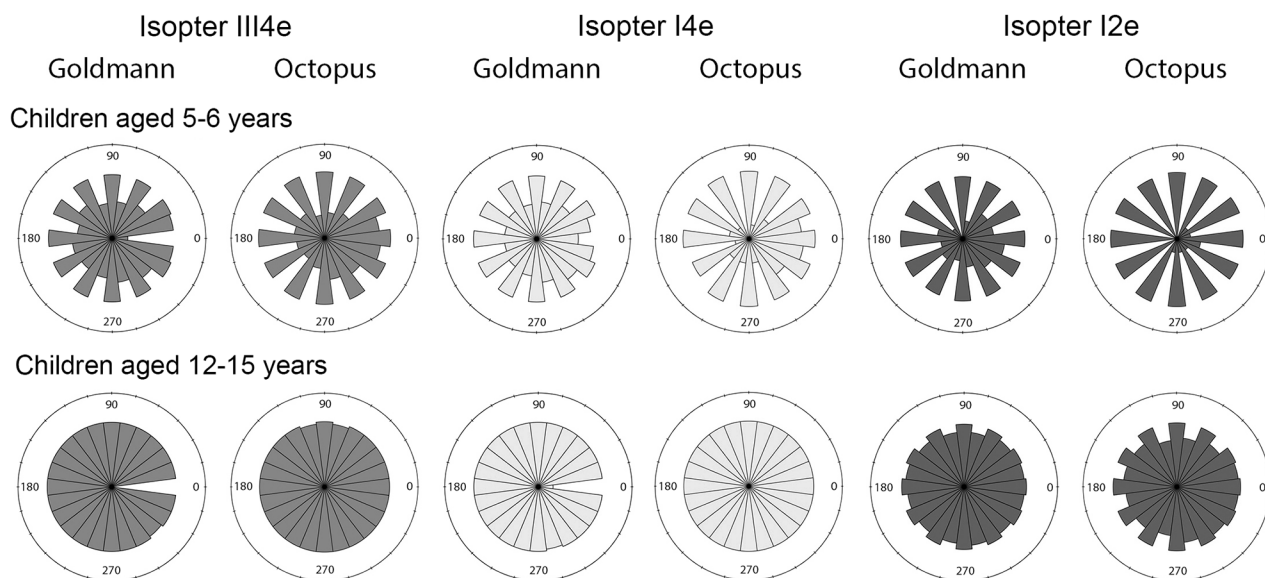 Isopter III4e Isopter I4e Isopter I2e
Goldmann Octopus Goldmann Octopus Goldmann Octopus
Children aged 5-6 years
90 90 90 90 90 90
180 0 180 0 180 0 180 0 180 0 180 0
270 270 270 270 270 270
Children aged 12-15 years
90 90 90 90 90 90
180 0 180 0 180 0 180 0 180 0 180 0
270 270 270 270 270 270